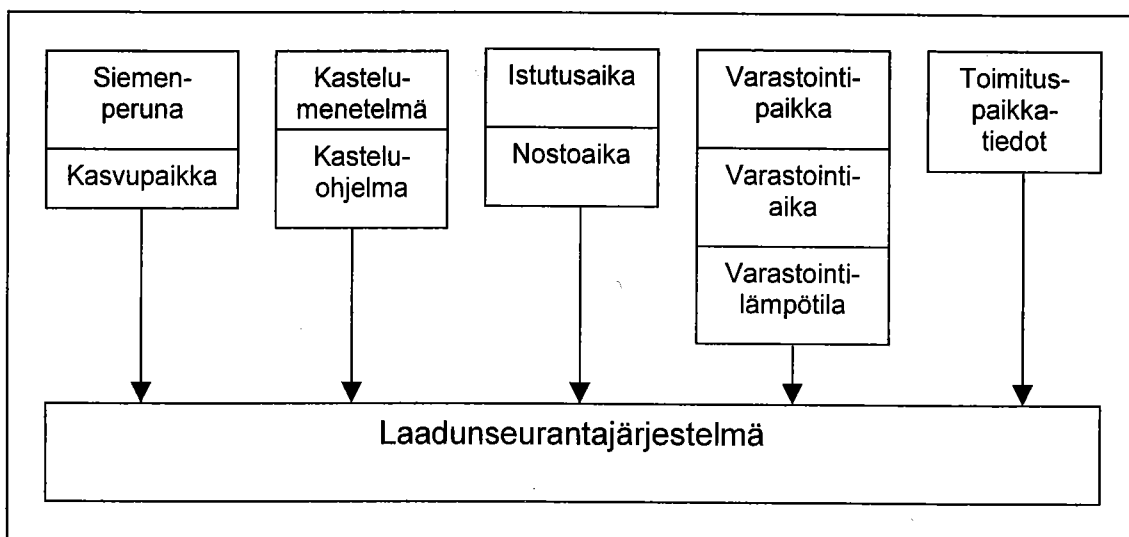 Siemen-
peruna
Kasvupaikka
Kastelu-
menetelmä
Kastelu-
ohjelma
Istutusaika
Nostoaika
Varastointi-
paikka
Varastointi-
aika
Varastointi-
lämpötila
Toimitus-
paikka-
tiedot
Laadunseurantajärjestelmä